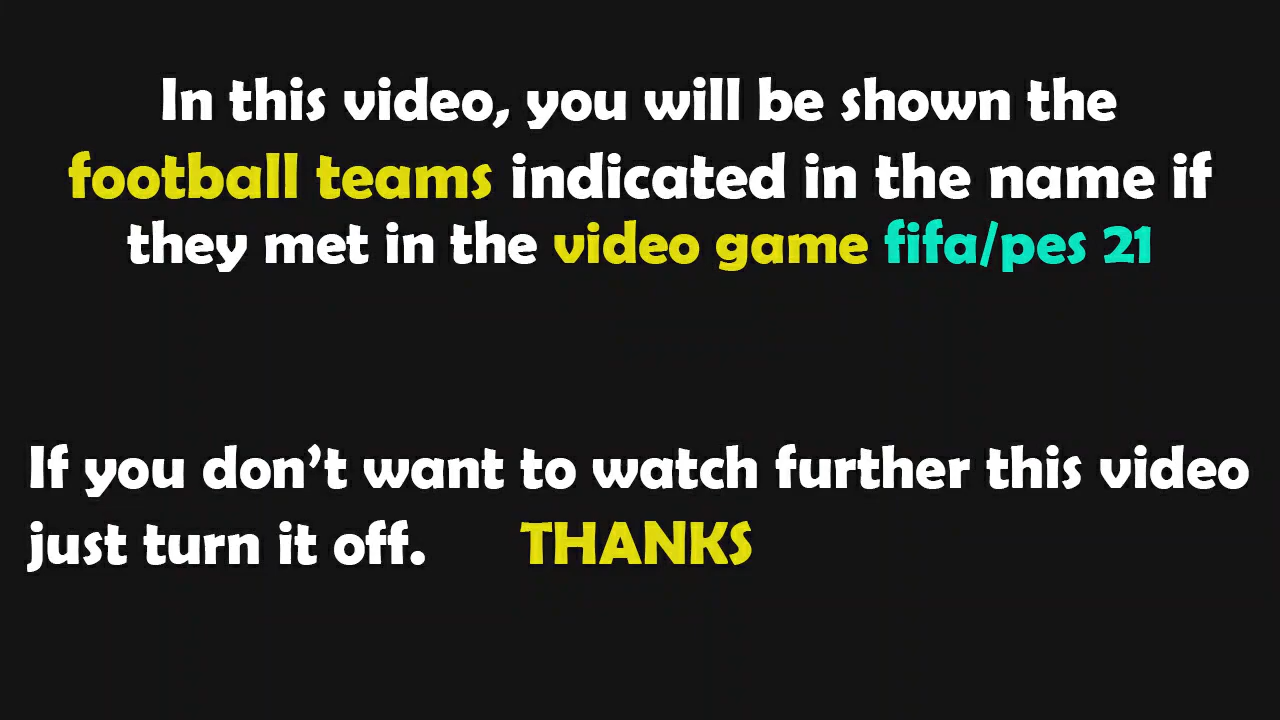 In this video, you will be shown the
football teams indicated in the name if
they met in the video game fifa/pes 21
If you don't want to watch further this video
just turn it off. THANKS